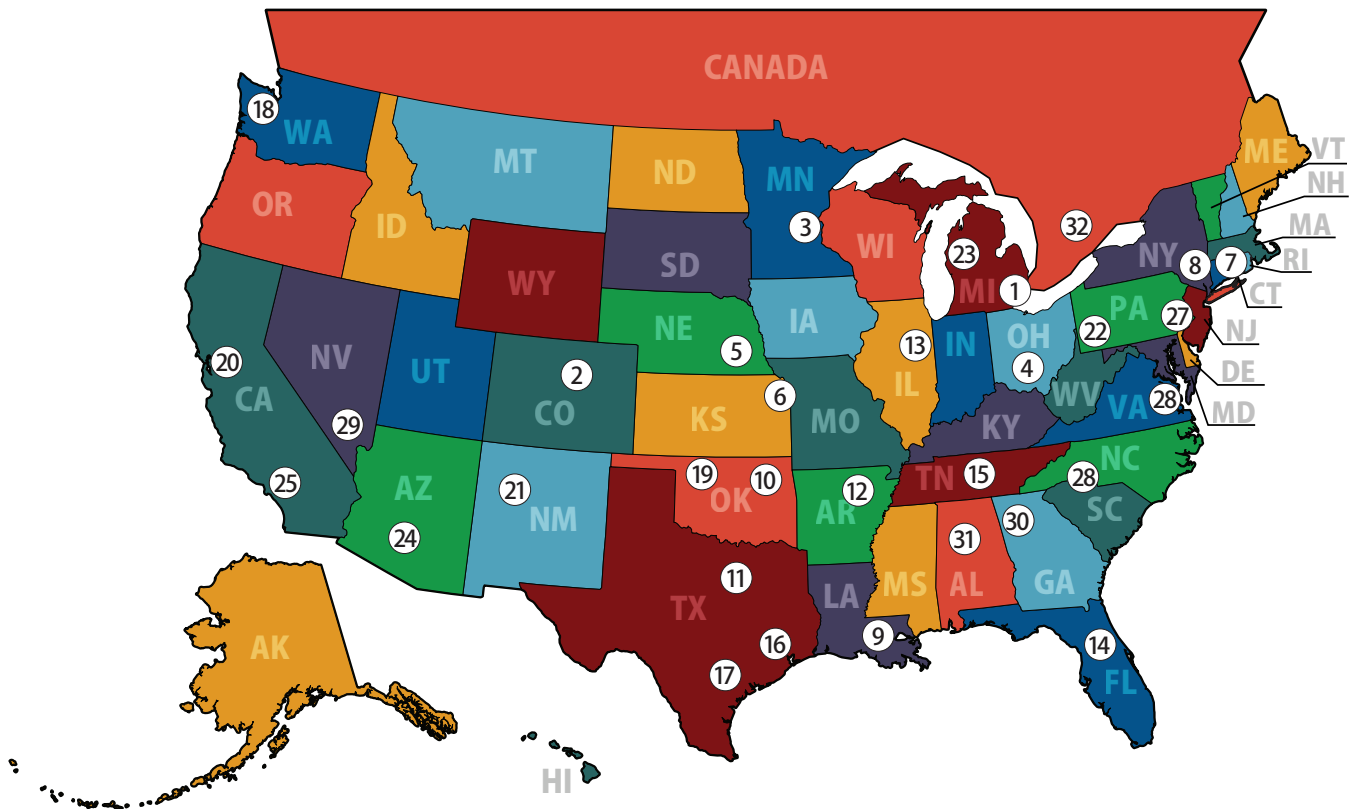 CANADA
18
WA
MT
ND
MN
ME
VT
NH
OR
ID
3
WI
23
32
NY
MA
SD
WY
MI
1
8
7
RI
CT
IA
NE
5
PA
27
NJ
NV
UT
2
13
IN
OH
22
20
CA
CO
6
IL
4
DE
WV
VA
28
MD
KS
MO
KY
29
NC
19
10
TN
15
28
25
AZ
21
OK
12
AR
SC
NM
30
24
31
11
MS
AL
GA
LA
TX
9
16
14
AK
17
FL
HI